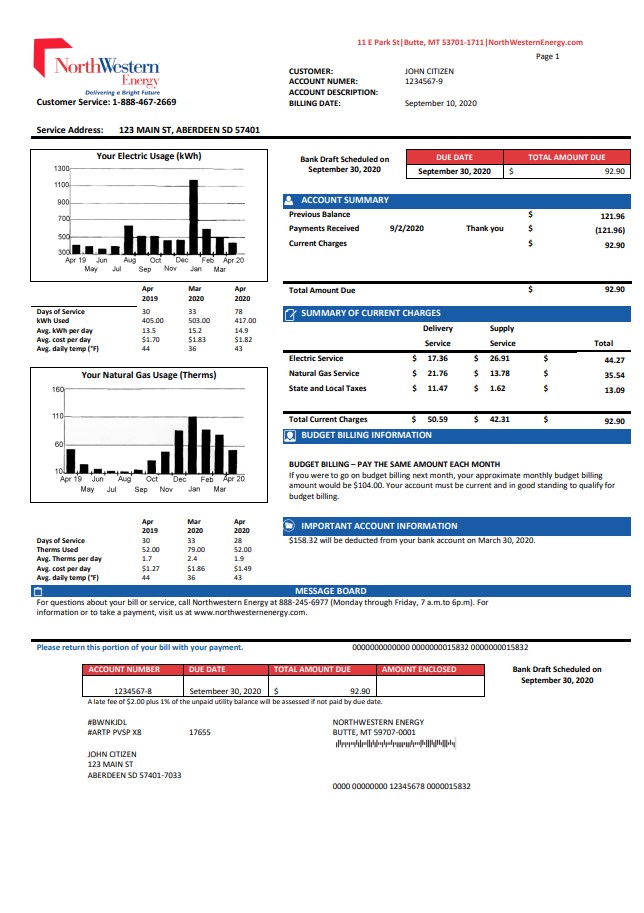 11 E Park St|Butte, MT 53701-1711|NorthWesternEnergy.com
Page 1
NorthWestern
Energy
Delivering a Bright Future
Customer Service: 1-888-467-2669
CUSTOMER: JOHN CITIZEN
ACCOUNT NUMER: 1234567-9
ACCOUNT DESCRIPTION:
BILLING DATE: September 10, 2020
Service Address: 123 MAIN ST, ABERDEEN SD 57401
Your Electric Usage (kWh)
1300
1100
900
700
500
300
Apr 19 Jun Aug Oct Dec Feb Apr 20
May Jul Sep Nov Jan Mar
Apr Mar Apr
2019 2020 2020
Days of Service 30 33 78
kWh Used 405.00 503.00 417.00
Avg. kWh per day 13.5 15.2 14.9
Avg. cost per day $1.70 $1.83 $1.82
Avg. daily temp (°F) 44 36 43
Your Natural Gas Usage (Therms)
160
110
60
10
Apr 19 Jun Aug Oct Dec Feb Apr 20
May Jul Sep Nov Jan Mar
Apr Mar Apr
2019 2020 2020
Days of Service 30 33 28
Therms Used 52.00 79.00 52.00
Avg. Therms per day 1.7 2.4 1.9
Avg. cost per day $1.27 $1.86 $1.49
Avg. daily temp (°F) 44 36 43
Bank Draft Scheduled on
September 30, 2020
DUE DATE TOTAL AMOUNT DUE
September 30, 2020 $ 92.90
ACCOUNT SUMMARY
Previous Balance $ 121.96
Payments Received 9/2/2020 Thank you $ (121.96)
Current Charges $ 92.90
Total Amount Due $ 92.90
SUMMARY OF CURRENT CHARGES
Delivery Supply
Service Service Total
Electric Service $ 17.36 $ 26.91 $ 44.27
Natural Gas Usage $ 21.76 $ 13.78 $ 35.54
State and Local Taxes $ 11.47 $ 1.62 $ 13.09
Total Current Charges $ 50.59 $ 42.31 $ 92.90
BUDGET BILLING INFORMATION
BUDGET BILLING – PAY THE SAME AMOUNT EACH MONTH
If you were to go on budget billing next month, your approximate monthly budget billing
amount would be $104.00. Your account must be current and in good standing to qualify for
budget billing.
IMPORTANT ACCOUNT INFORMATION
$158.32 will be deducted from your bank account on March 30, 2020.
MESSAGE BOARD
For questions about your bill or service, call Northwestern Energy at 888-245-6977 (Monday through Friday, 7 a.m.to 6p.m). For
information or to take a payment, visit us at www.northwesternenergy.com.
Please return this portion of your bill with your payment. 0000000000000 0000000015832 0000000015832
ACCOUNT NUMBER DUE DATE TOTAL AMOUNT DUE AMOUNT ENCLOSED
1234567-8 Setembeer 30, 2020 $ 92.90
Bank Draft Scheduled on
September 30, 2020
A late fee of $2.00 plus 1% of the unpaid utility balance will be assessed if not paid by due date.
#BWNKJDL
#ARTP PVSP X8 17655
JOHN CITIZEN
123 MAIN ST
ABERDEEN SD 57401-7033
NORTHWESTERN ENERGY
BUTTE, MT 59707-0001
0000 00000000 12345678 0000015832